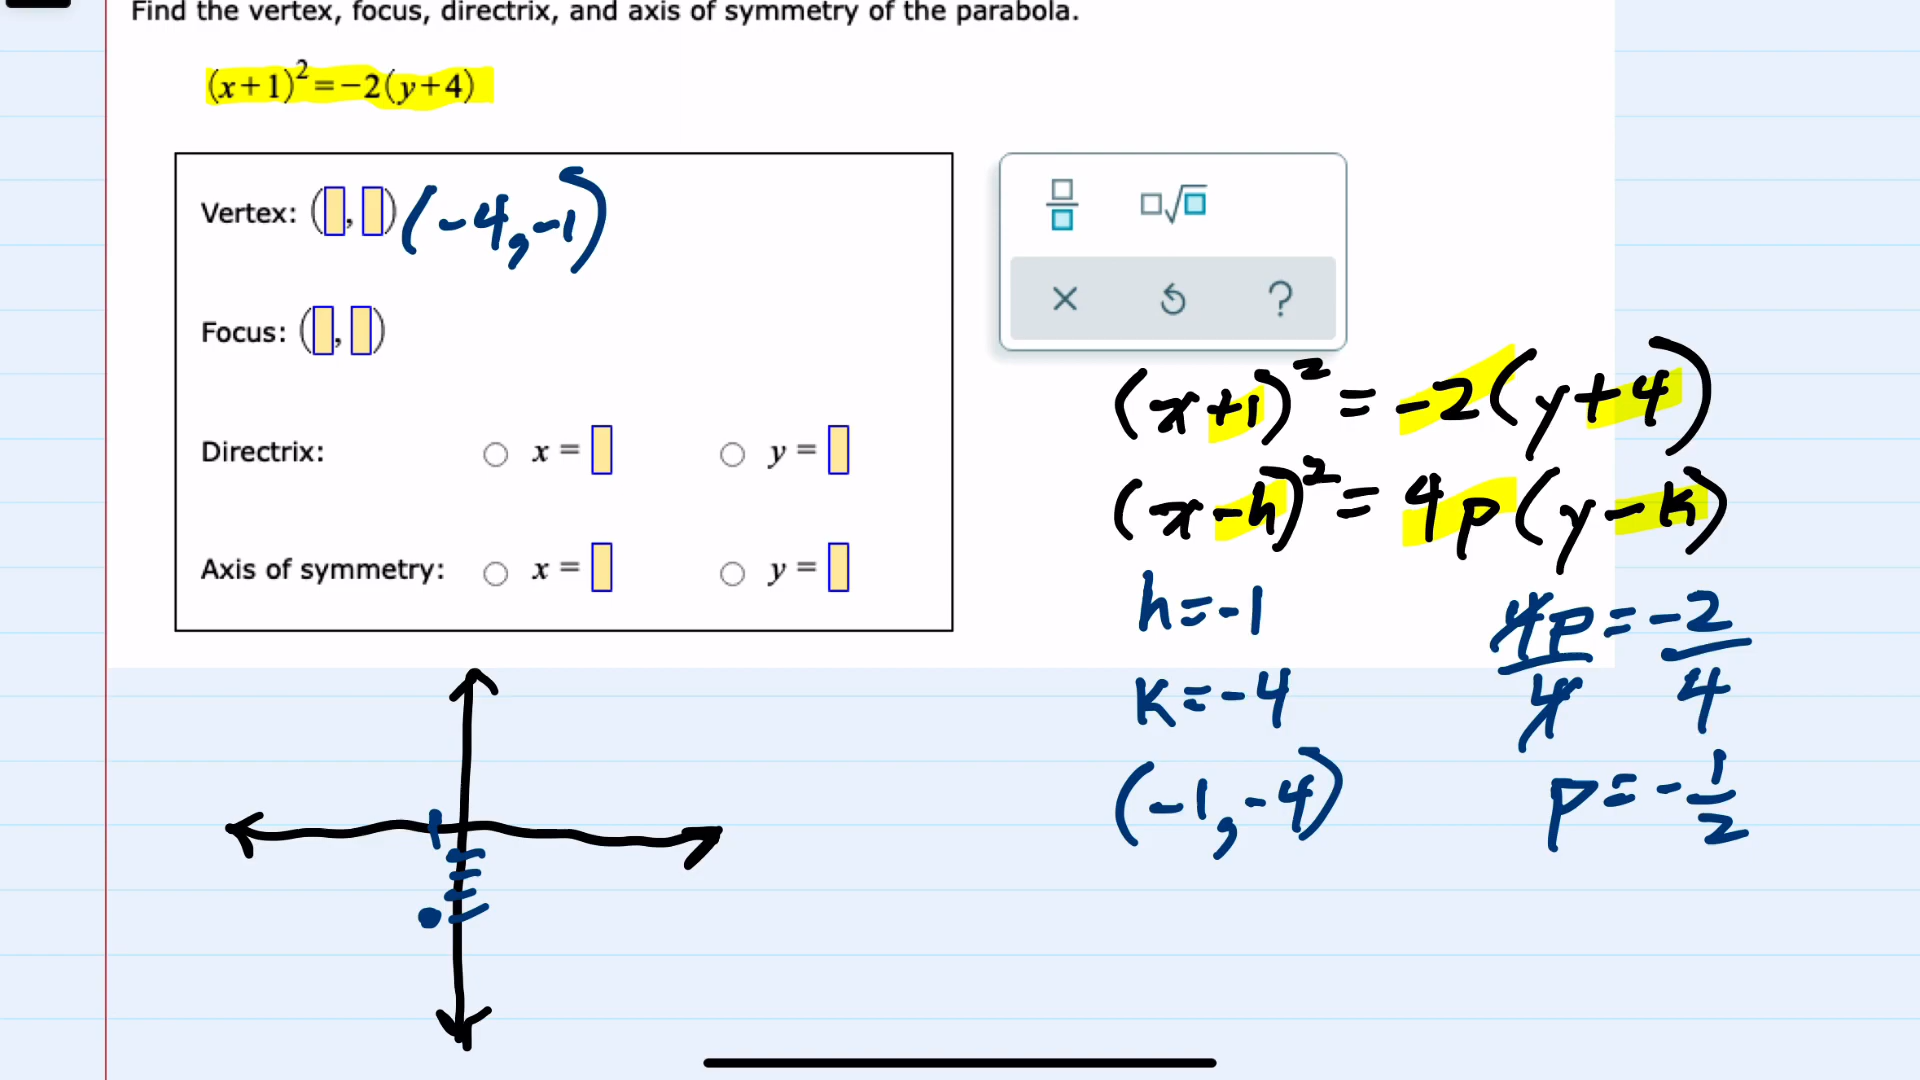 Find the vertex, focus, directrix, and axis of symmetry of the parabola.
(x+1)²=−2(y+4)
Vertex: (▯,▯) (-4,-1)
Focus: (▯,▯)
Directrix: ○ x = ▯ ○ y = ▯
Axis of symmetry: ○ x = ▯ ○ y = ▯
▯/▯ ▯√▯
× ↺ ?
(x+1)² = -2(y+4)
(x-h)² = 4p(y-k)
h=-1
k=-4
(-1,-4)
4p/4 = -2/4
p=-1/2